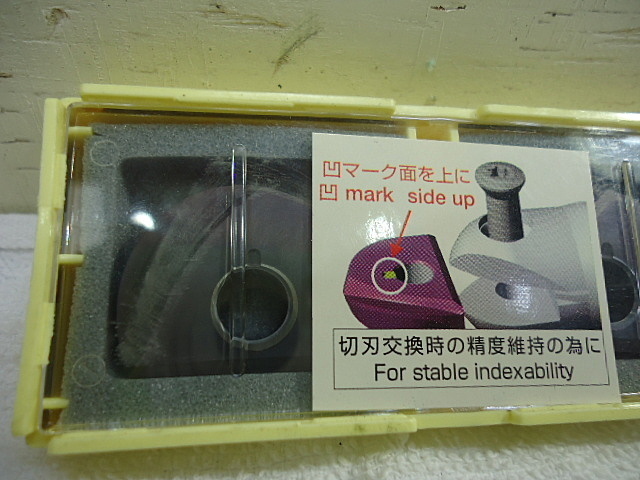 凹マーク面を上に
凹 mark side up
切刃交換時の精度維持の為に
For stable indexability